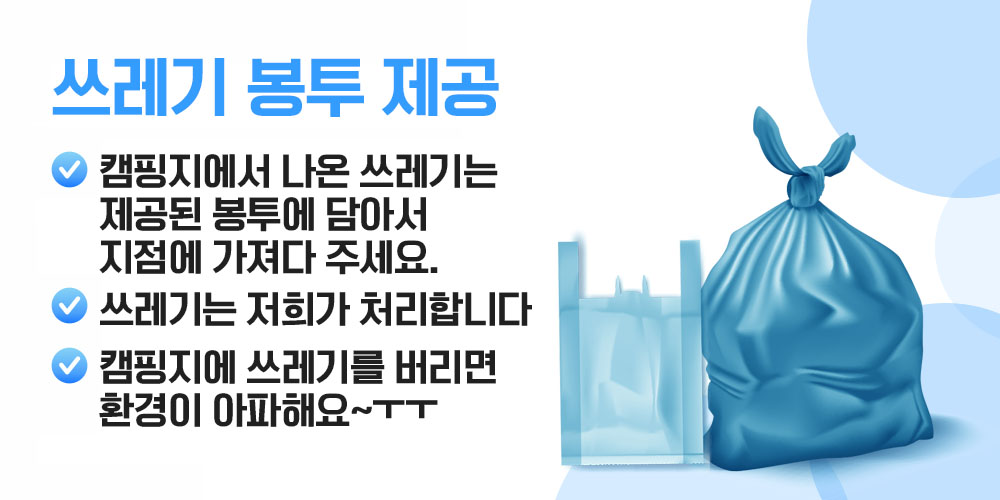 쓰레기 봉투 제공
캠핑지에서 나온 쓰레기는
제공된 봉투에 담아서
지점에 가져다 주세요.
쓰레기는 저희가 처리합니다
캠핑지에 쓰레기를 버리면
환경이 아파해요~ㅜㅜ